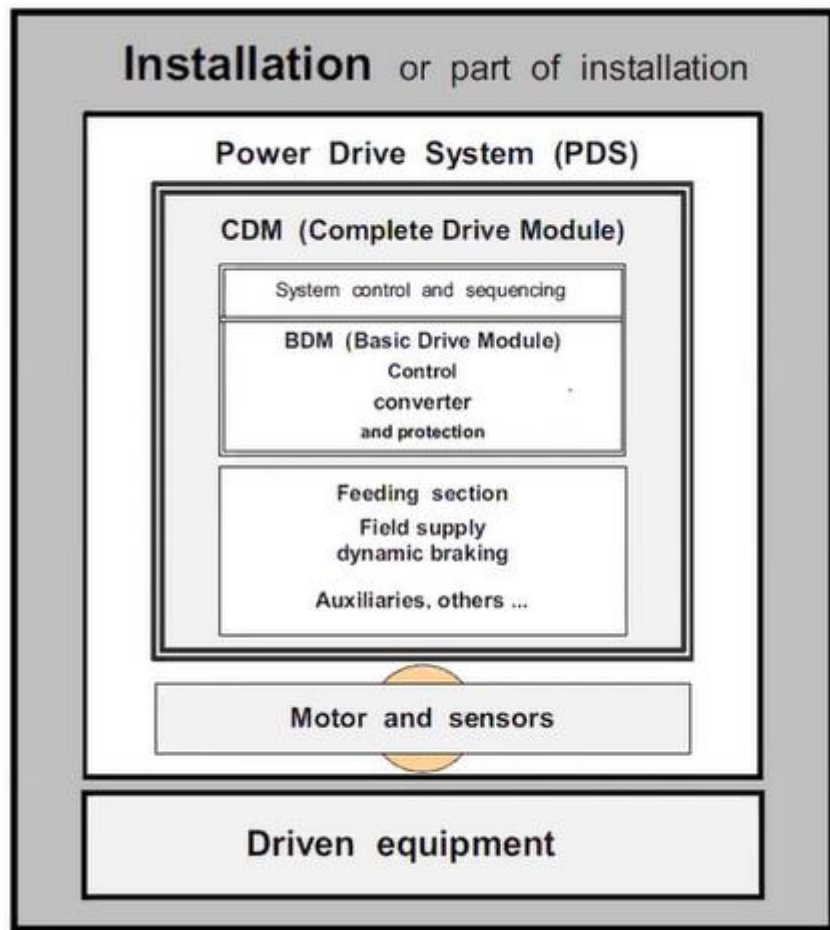 Installation or part of installation
Power Drive System (PDS)
CDM (Complete Drive Module)
System control and sequencing
BDM (Basic Drive Module)
Control
converter
and protection
Feeding section
Field supply
dynamic braking
Auxiliaries, others ...
Motor and sensors
Driven equipment